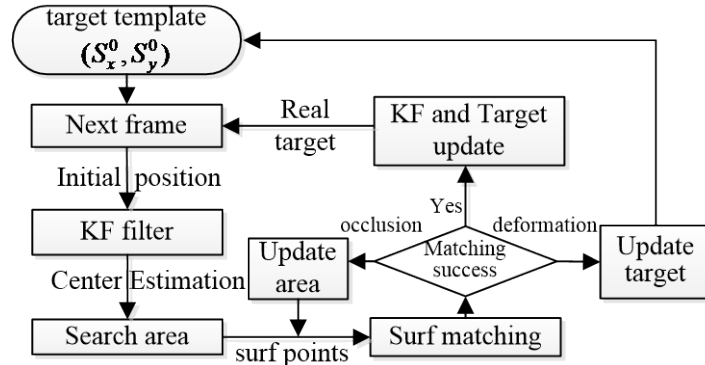 target template
(S_x^0, S_y^0)
Next frame
Real
target
KF and Target
update
Initial position
KF filter
Yes
occlusion
deformation
Update
area
Matching
success
Update
target
Center Estimation
Search area
surf points
Surf matching